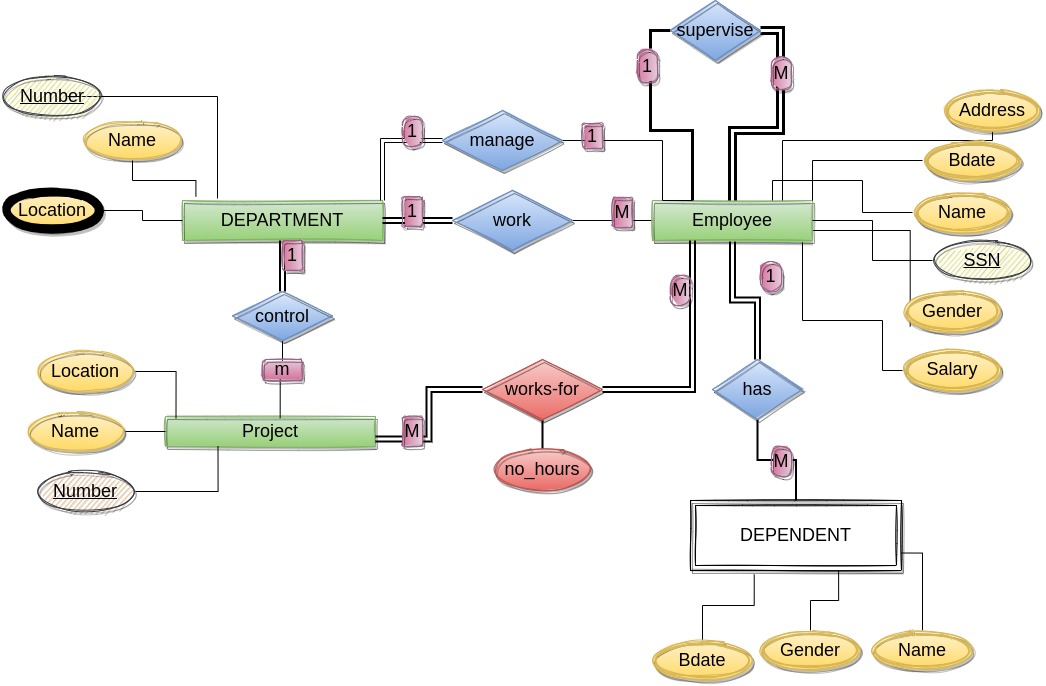 supervise
1
M
Number
Name
1
manage
1
Address
Bdate
Location
DEPARTMENT
1
work
M
Employee
Name
SSN
1
M
1
Gender
control
m
Location
Project
Name
Number
M
works-for
no_hours
has
M
Salary
DEPENDENT
Bdate
Gender
Name